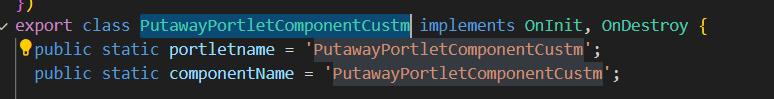 })
export class PutawayPortletComponentCustm implements OnInit, OnDestroy {
public static portletname = 'PutawayPortletComponentCustm';
public static componentName = 'PutawayPortletComponentCustm';